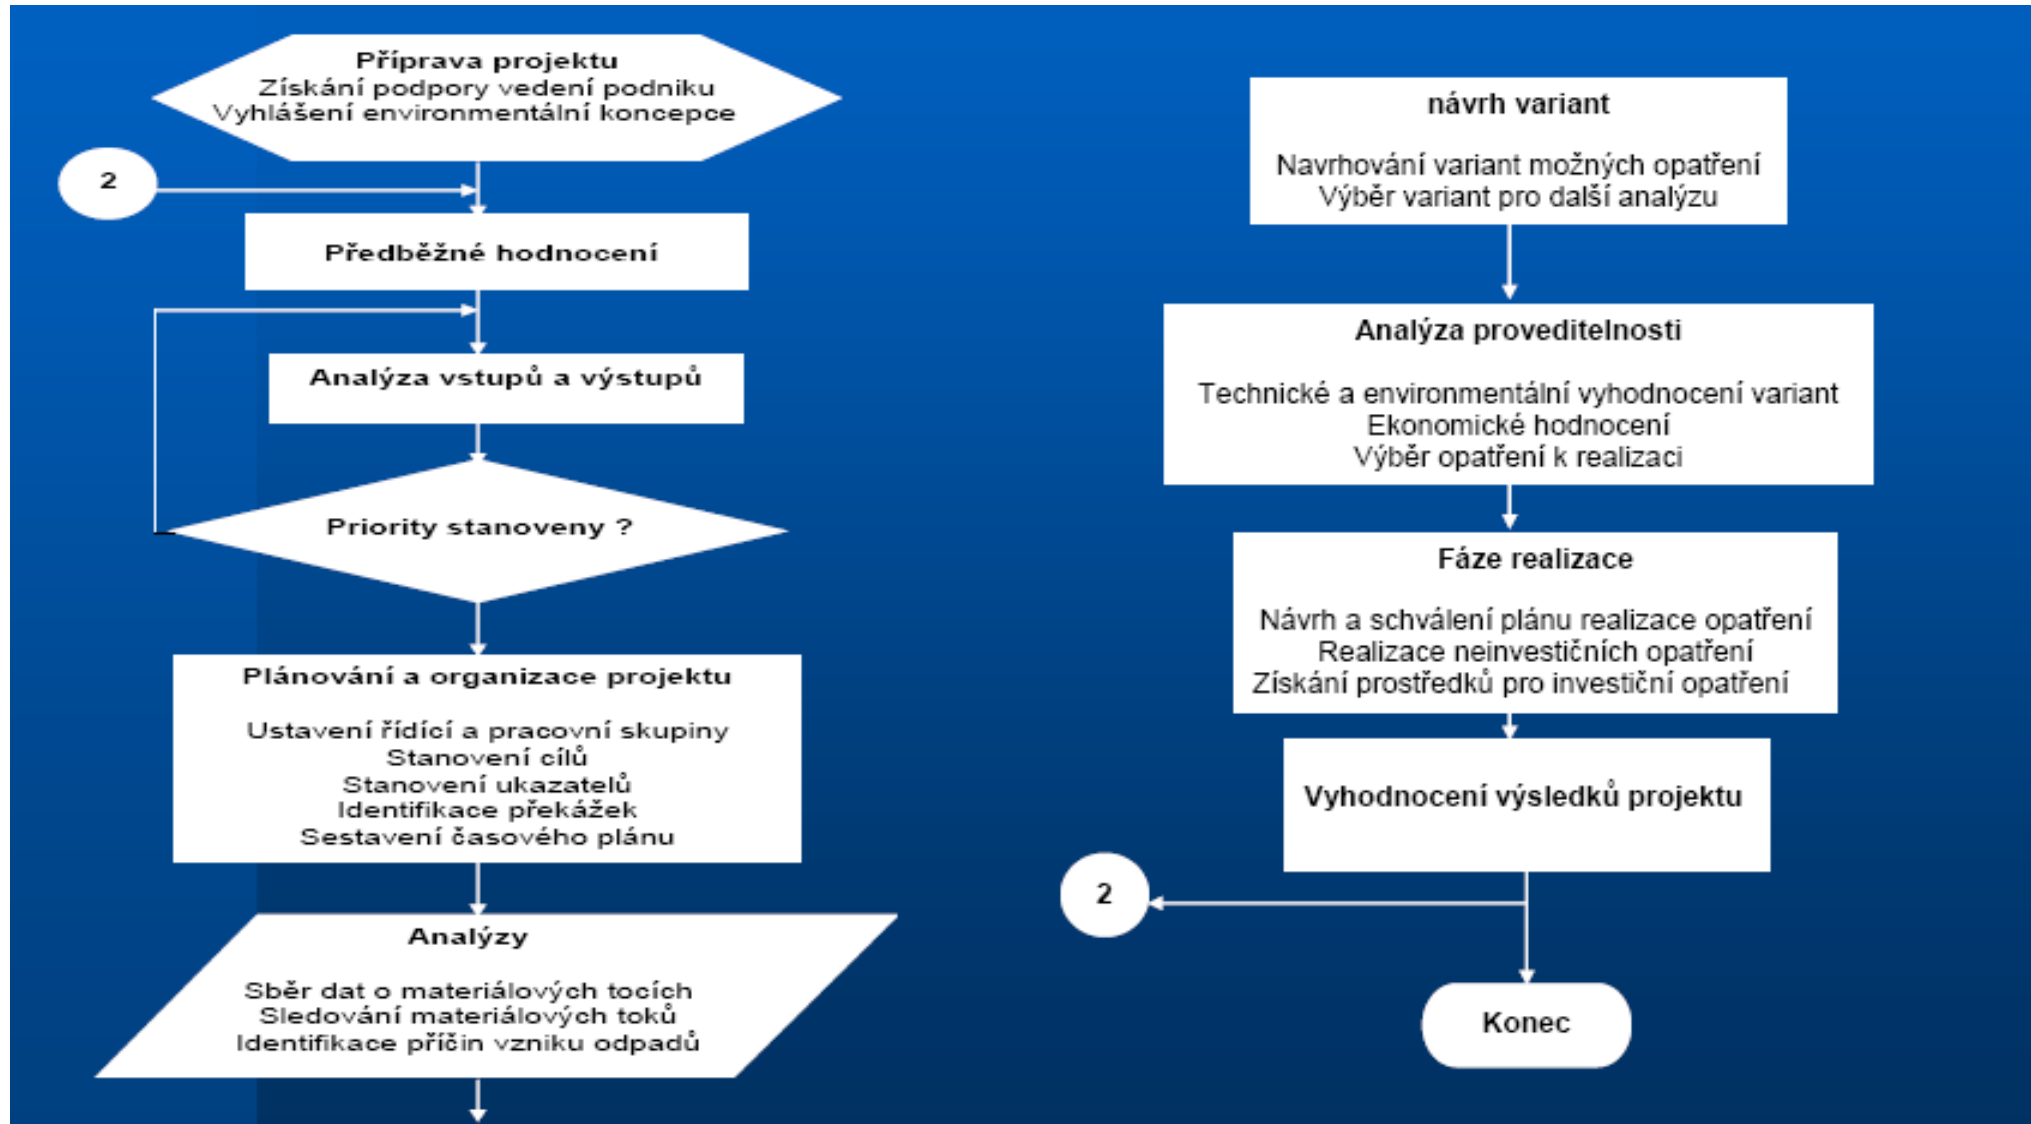 Příprava projektu
Získání podpory vedení podniku
Vyhlášení environmentální koncepce
2
Předběžné hodnocení
Analýza vstupů a výstupů
Priority stanoveny ?
Plánování a organizace projektu
Ustavení řídící a pracovní skupiny
Stanovení cílů
Stanovení ukazatelů
Identifikace překážek
Sestavení časového plánu
Analýzy
Sběr dat o materiálových tocích
Sledování materiálových toků
Identifikace příčin vzniku odpadů
návrh variant
Navrhování variant možných opatření
Výběr variant pro další analýzu
Analýza proveditelnosti
Technické a environmentální vyhodnocení variant
Ekonomické hodnocení
Výběr opatření k realizaci
Fáze realizace
Návrh a schválení plánu realizace opatření
Realizace neinvestičních opatření
Získání prostředků pro investiční opatření
Vyhodnocení výsledků projektu
2
Konec